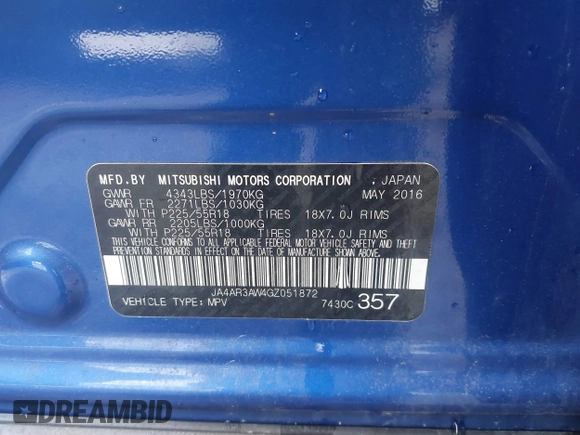 MFD.BY MITSUBISHI MOTORS CORPORATION , JAPAN
GVWR 4343LBS/1970KG MAY 2016
GAWR FR 2271LBS/1030KG
WITH P225/55R18 TIRES 18X7.0J RIMS
GAWR RR 2205LBS/1000KG
WITH P225/55R18 TIRES 18X7.0J RIMS
THIS VEHICLE CONFORMS TO ALL APPLICABLE FEDERAL MOTOR VEHICLE SAFETY AND THEFT
PREVENTION STANDARDS IN EFFECT ON THE DATE OF MANUFACTURE SHOWN ABOVE.
JA4AR3AW4GZ051872
VEHICLE TYPE: MPV 7430C 357
DREAMBID